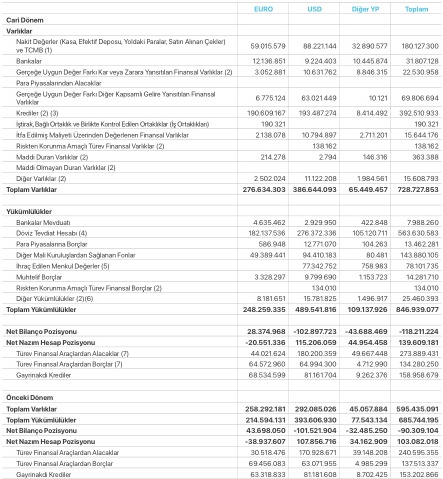 EURO USD Diğer YP Toplam
Cari Dönem
Varlıklar
Nakit Değerler (Kasa, Efektif Deposu, Yoldaki Paralar, Satın Alınan Çekler)
ve TCMB (1) 59.015.579 88.221.144 32.890.577 180.127.300
Bankalar 12.136.851 9.224.403 10.445.874 31.807.128
Gerçeğe Uygun Değer Farkı Kar veya Zarara Yansıtılan Finansal Varlıklar (2) 3.052.881 10.631.762 8.846.315 22.530.958
Para Piyasalarından Alacaklar
Gerçeğe Uygun Değer Farkı Diğer Kapsamlı Gelire Yansıtılan Finansal
Varlıklar 6.775.124 63.021.449 10.121 69.806.694
Krediler (2) (3) 190.609.167 193.487.274 8.414.492 392.510.933
İştirak, Bağlı Ortaklık ve Birlikte Kontrol Edilen Ortaklıklar (İş Ortaklıkları) 190.321 190.321
İtfa Edilmiş Maliyeti Üzerinden Değerlenen Finansal Varlıklar 2.138.078 10.794.897 2.711.201 15.644.176
Riskten Korunma Amaçlı Türev Finansal Varlıklar (2) 138.162 138.162
Maddi Duran Varlıklar (2) 214.278 2.794 146.316 363.388
Maddi Olmayan Duran Varlıklar (2)
Diğer Varlıklar (2) 2.502.024 11.122.208 1.984.561 15.608.793
Toplam Varlıklar 276.634.303 386.644.093 65.449.457 728.727.853
Yükümlülükler
Bankalar Mevduatı 4.635.462 2.929.950 422.848 7.988.260
Döviz Tevdiat Hesabı (4) 182.137.536 276.372.336 105.120.711 563.630.583
Para Piyasalarına Borçlar 586.948 12.771.070 104.263 13.462.281
Diğer Mali Kuruluşlardan Sağlanan Fonlar 49.389.441 94.410.183 80.481 143.880.105
İhraç Edilen Menkul Değerler (5) 77.342.752 758.983 78.101.735
Muhtelif Borçlar 3.328.297 9.799.690 1.153.723 14.281.710
Riskten Korunma Amaçlı Türev Finansal Borçlar (2) 134.010 134.010
Diğer Yükümlülükler (2)(6) 8.181.651 15.781.825 1.496.917 25.460.393
Toplam Yükümlülükler 248.259.335 489.541.816 109.137.926 846.939.077
Net Bilanço Pozisyonu 28.374.968 -102.897.723 -43.688.469 -118.211.224
Net Nazım Hesap Pozisyonu -20.551.336 115.206.059 44.954.458 139.609.181
Türev Finansal Araçlardan Alacaklar (7) 44.021.624 180.200.359 49.667.448 273.889.431
Türev Finansal Araçlardan Borçlar (7) 64.572.960 64.994.300 4.712.990 134.280.250
Gayrinakdi Krediler 68.534.599 81.161.704 9.262.376 158.958.679
Önceki Dönem
Toplam Varlıklar 258.292.181 292.085.026 45.057.884 595.435.091
Toplam Yükümlülükler 214.594.131 393.606.930 77.543.134 685.744.195
Net Bilanço Pozisyonu 43.698.050 -101.521.904 -32.485.250 -90.309.104
Net Nazım Hesap Pozisyonu -38.937.607 107.856.716 34.162.909 103.082.018
Türev Finansal Araçlardan Alacaklar 30.518.476 170.928.671 39.148.208 240.595.355
Türev Finansal Araçlardan Borçlar 69.456.083 63.071.955 4.985.299 137.513.337
Gayrinakdi Krediler 63.318.833 81.181.608 8.702.425 153.202.866